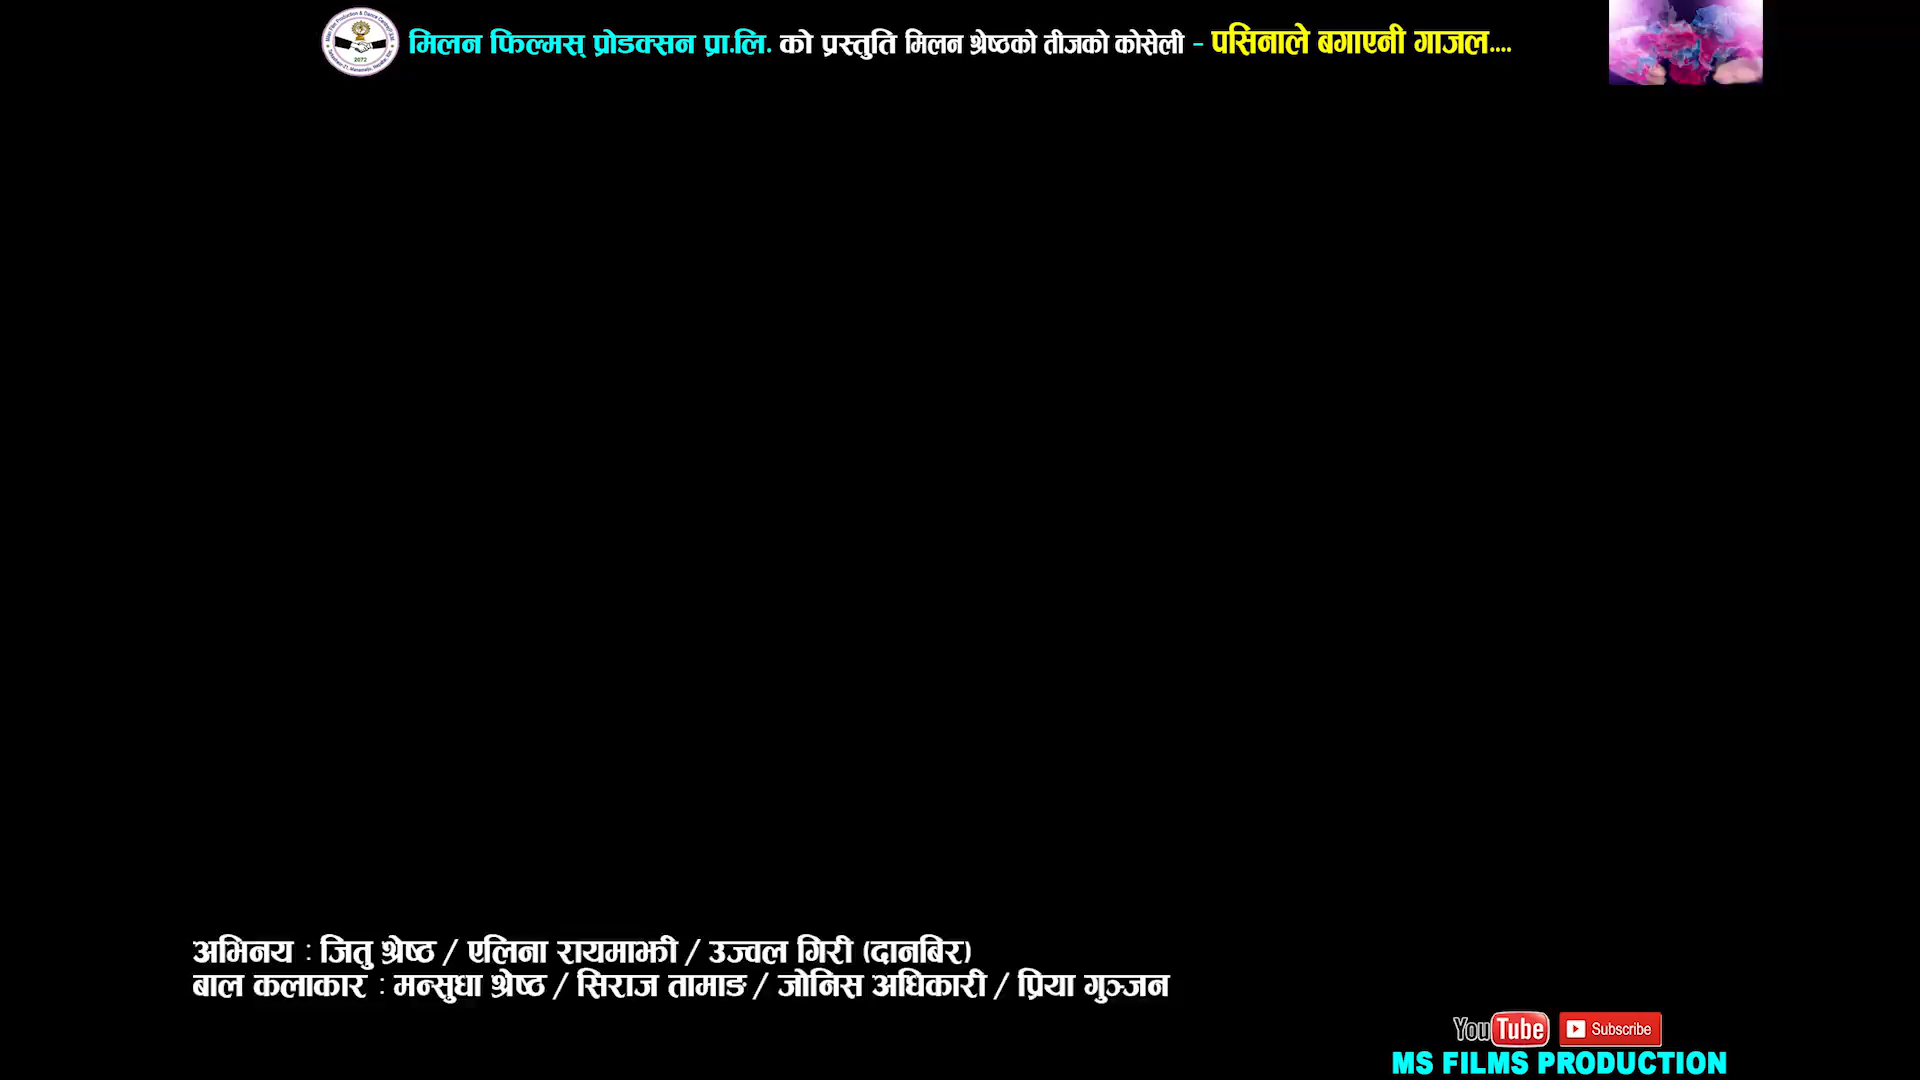 मिलन फिल्मस् प्रोडक्सन प्रा.लि. को प्रस्तुति मिलन श्रेष्ठको तीजको कोसेली - पसिनाले बगाएनी गाजल....
2072
अभिनय : जितु श्रेष्ठ / एलिना रायमाझी / उज्वल गिरी (दानबिर)
बाल कलाकार : मन्सुधा श्रेष्ठ / सिराज तामाङ / जोनिस अधिकारी / प्रिया गुञ्जन
YouTube Subscribe
MS FILMS PRODUCTION